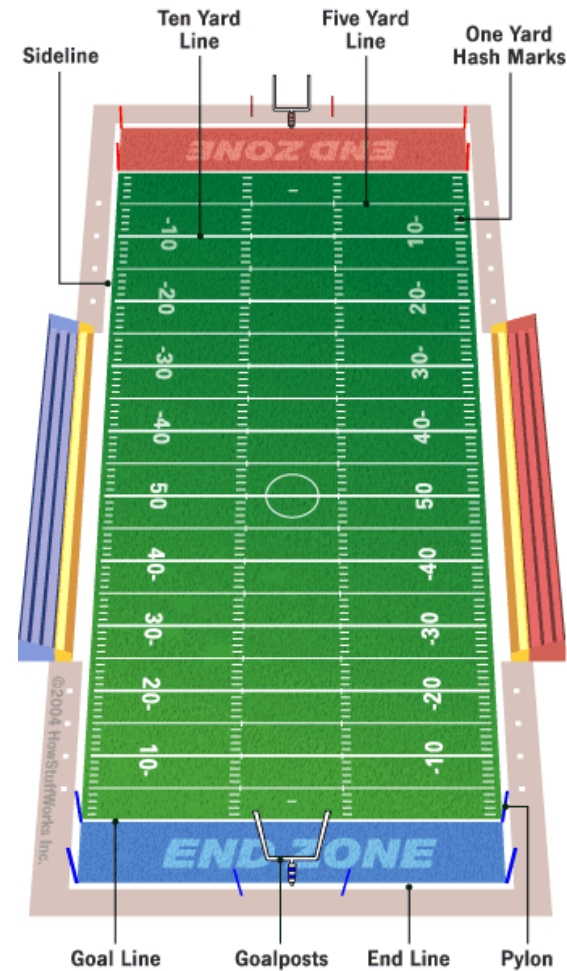 Sideline
Ten Yard
Line
Five Yard
Line
One Yard
Hash Marks
END ZONE
-10
10-
-20
20-
-30
30-
-40
40-
50
50
40-
-40
30-
-30
20-
-20
10-
-10
©2004 HowStuffWorks Inc.
END ZONE
Goal Line
Goalposts
End Line
Pylon